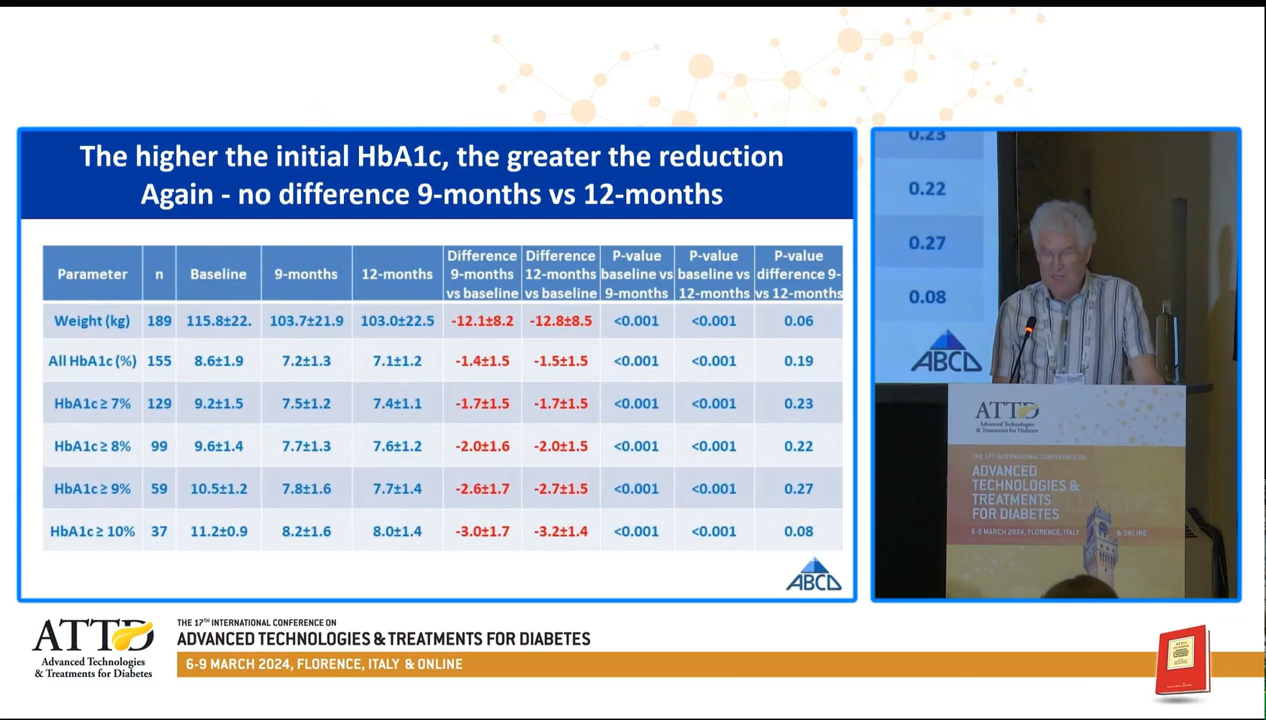 The higher the initial HbA1c, the greater the reduction
Again - no difference 9-months vs 12-months
Parameter n Baseline 9-months 12-months Difference 9-months vs baseline Difference 12-months vs baseline P-value baseline vs 9-months P-value baseline vs 12-months P-value difference 9-vs 12-months
Weight (kg) 189 115.8±22. 103.7±21.9 103.0±22.5 -12.1±8.2 -12.8±8.5 <0.001 <0.001 0.06
All HbA1c (%) 155 8.6±1.9 7.2±1.3 7.1±1.2 -1.4±1.5 -1.5±1.5 <0.001 <0.001 0.19
HbA1c ≥ 7% 129 9.2±1.5 7.5±1.2 7.4±1.1 -1.7±1.5 -1.7±1.5 <0.001 <0.001 0.23
HbA1c ≥ 8% 99 9.6±1.4 7.7±1.3 7.6±1.2 -2.0±1.6 -2.0±1.5 <0.001 <0.001 0.22
HbA1c ≥ 9% 59 10.5±1.2 7.8±1.6 7.7±1.4 -2.6±1.7 -2.7±1.5 <0.001 <0.001 0.27
HbA1c ≥ 10% 37 11.2±0.9 8.2±1.6 8.0±1.4 -3.0±1.7 -3.2±1.4 <0.001 <0.001 0.08
ABCD
0.23
0.22
0.27
0.08
ABCD
ATTD
Advanced Technologies
& Treatments for Diabetes
THE 17TH INTERNATIONAL CONFERENCE ON
ADVANCED
TECHNOLOGIES &
TREATMENTS
FOR DIABETES
6-9 MARCH 2024, FLORENCE, ITALY & ONLINE
ATTD
Advanced Technologies
& Treatments for Diabetes
THE 17TH INTERNATIONAL CONFERENCE ON
ADVANCED TECHNOLOGIES & TREATMENTS FOR DIABETES
6-9 MARCH 2024, FLORENCE, ITALY & ONLINE